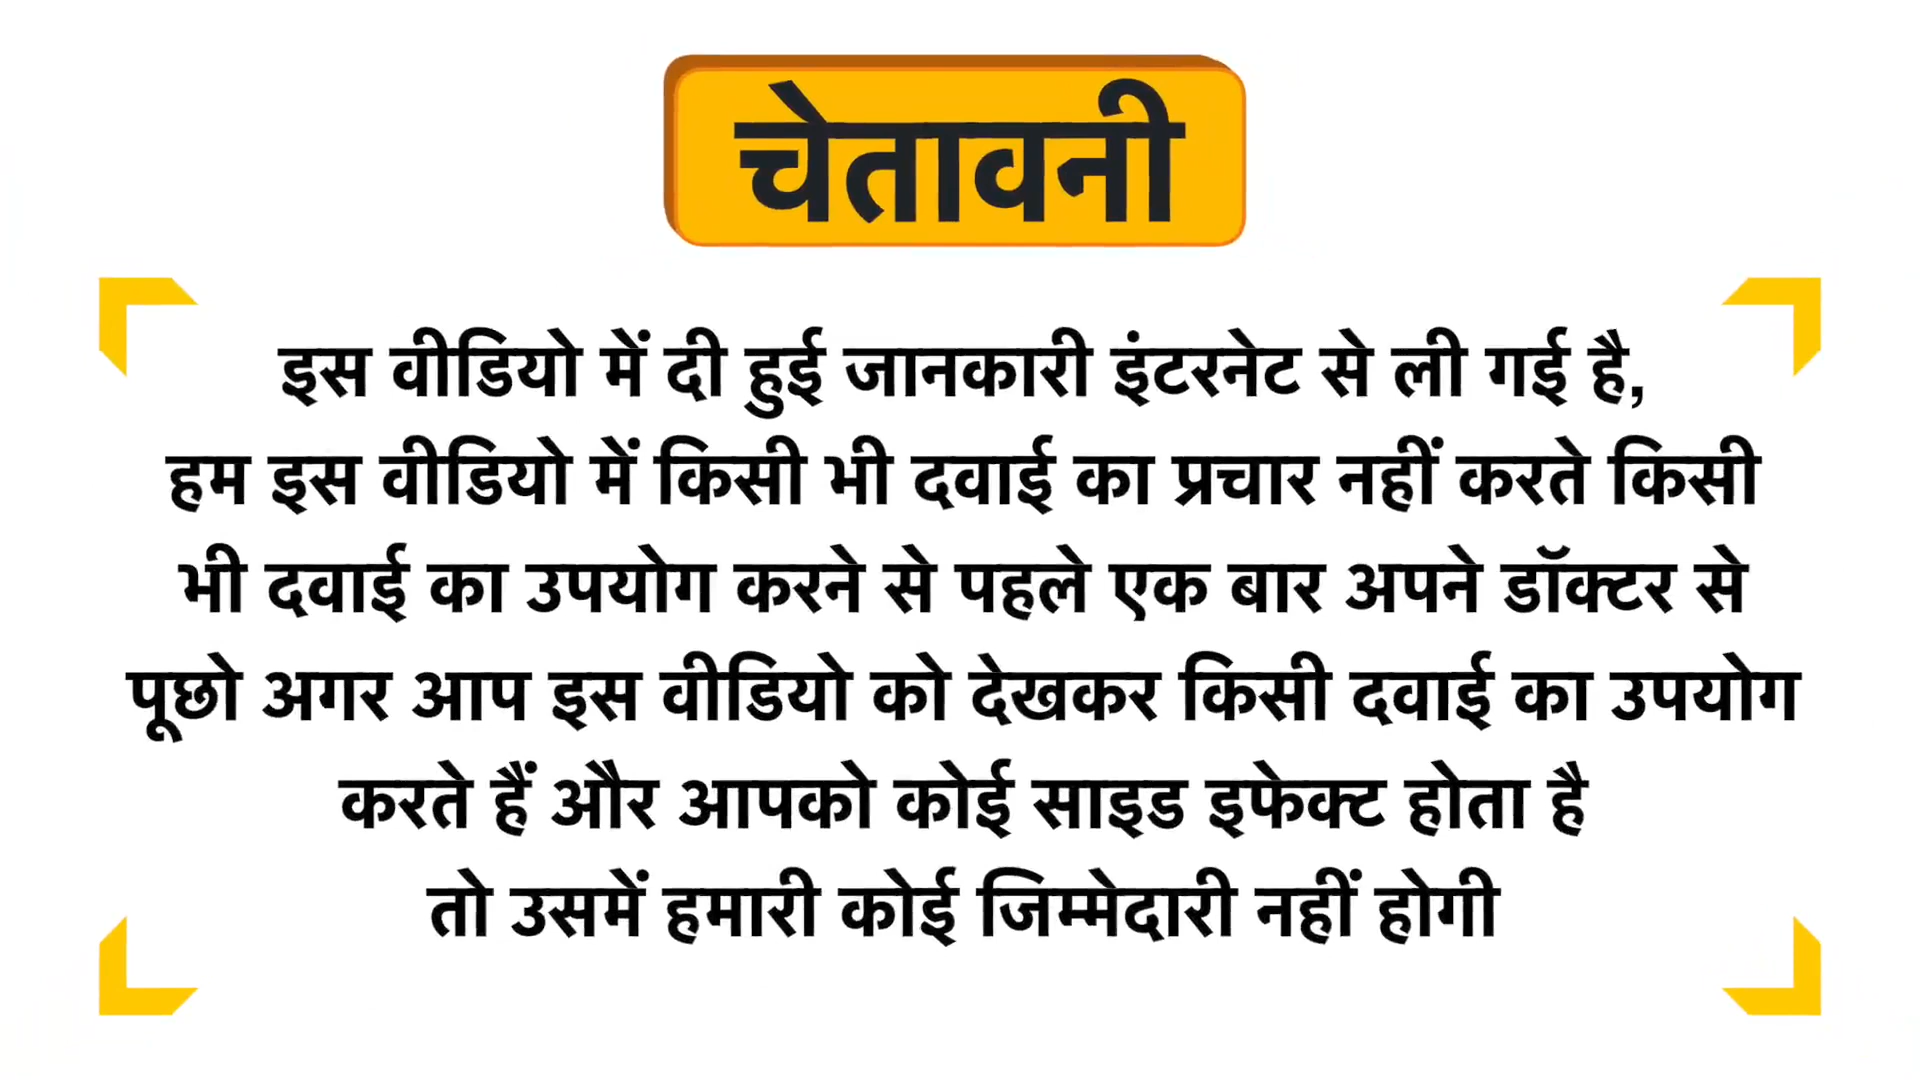 चेतावनी
इस वीडियो में दी हुई जानकारी इंटरनेट से ली गई है,
हम इस वीडियो में किसी भी दवाई का प्रचार नहीं करते किसी
भी दवाई का उपयोग करने से पहले एक बार अपने डॉक्टर से
पूछो अगर आप इस वीडियो को देखकर किसी दवाई का उपयोग
करते हैं और आपको कोई साइड इफेक्ट होता है
तो उसमें हमारी कोई जिम्मेदारी नहीं होगी